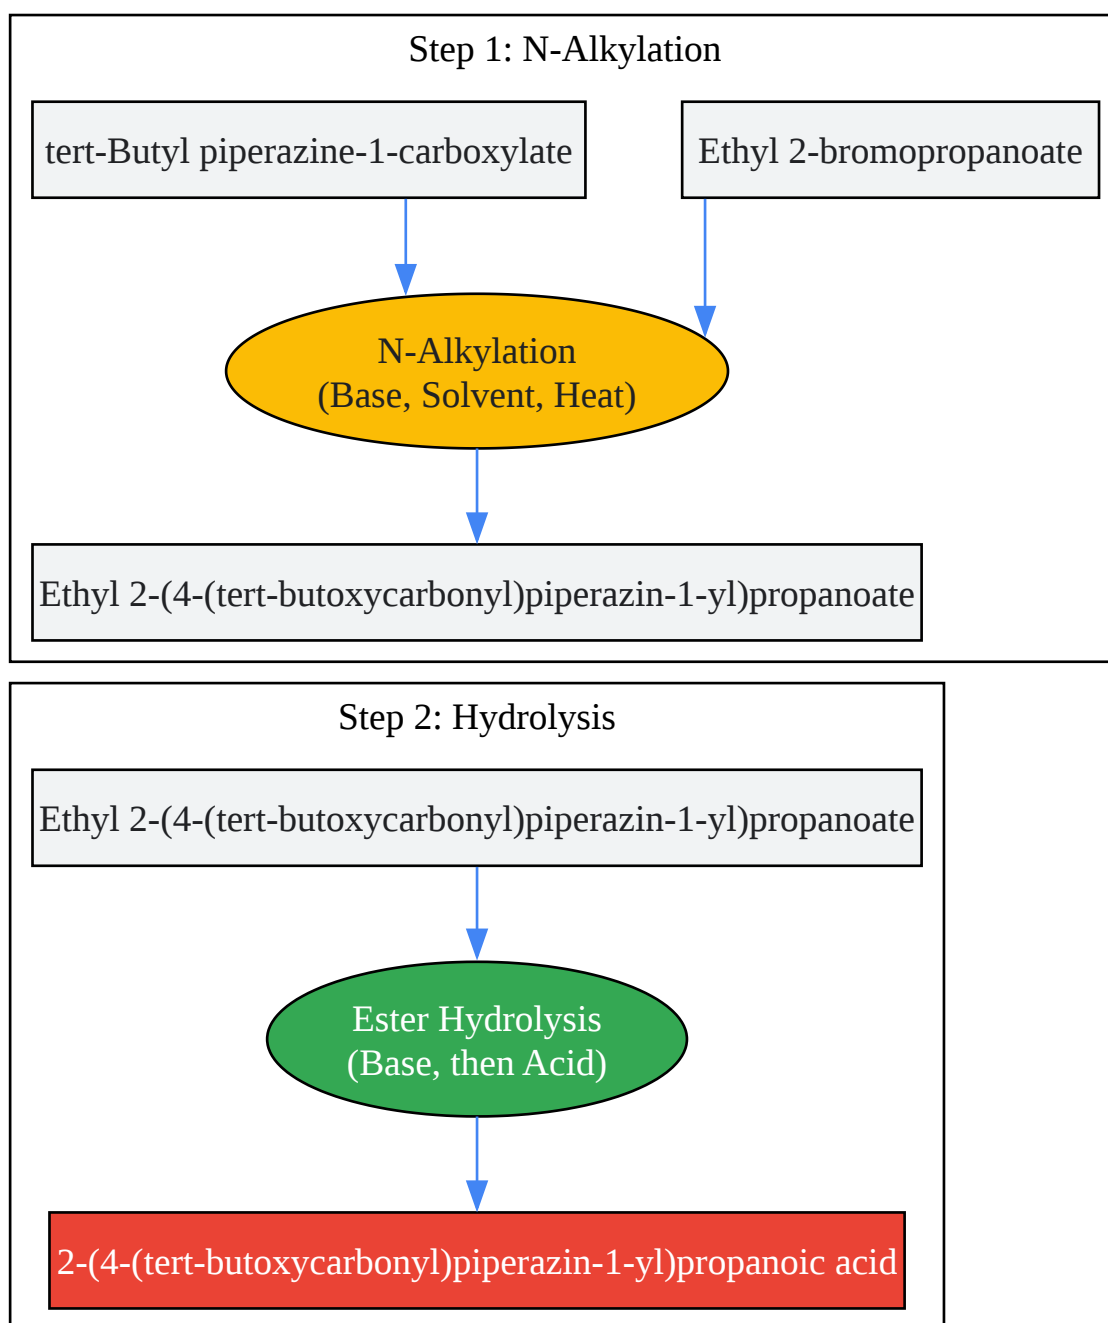 Step 1: N-Alkylation
tert-Butyl piperazine-1-carboxylate
Ethyl 2-bromopropanoate
N-Alkylation
(Base, Solvent, Heat)
Ethyl 2-(4-(tert-butoxycarbonyl)piperazin-1-yl)propanoate
Step 2: Hydrolysis
Ethyl 2-(4-(tert-butoxycarbonyl)piperazin-1-yl)propanoate
Ester Hydrolysis
(Base, then Acid)
2-(4-(tert-butoxycarbonyl)piperazin-1-yl)propanoic acid